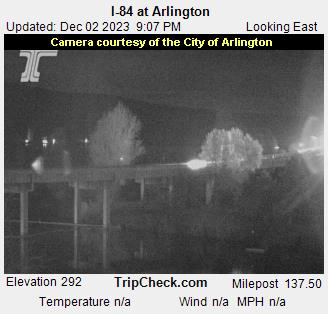 I-84 at Arlington
Updated: Dec 02 2023 9:07 PM Looking East
Camera courtesy of the City of Arlington
Elevation 292 TripCheck.com Milepost 137.50
Temperature n/a Wind n/a MPH n/a